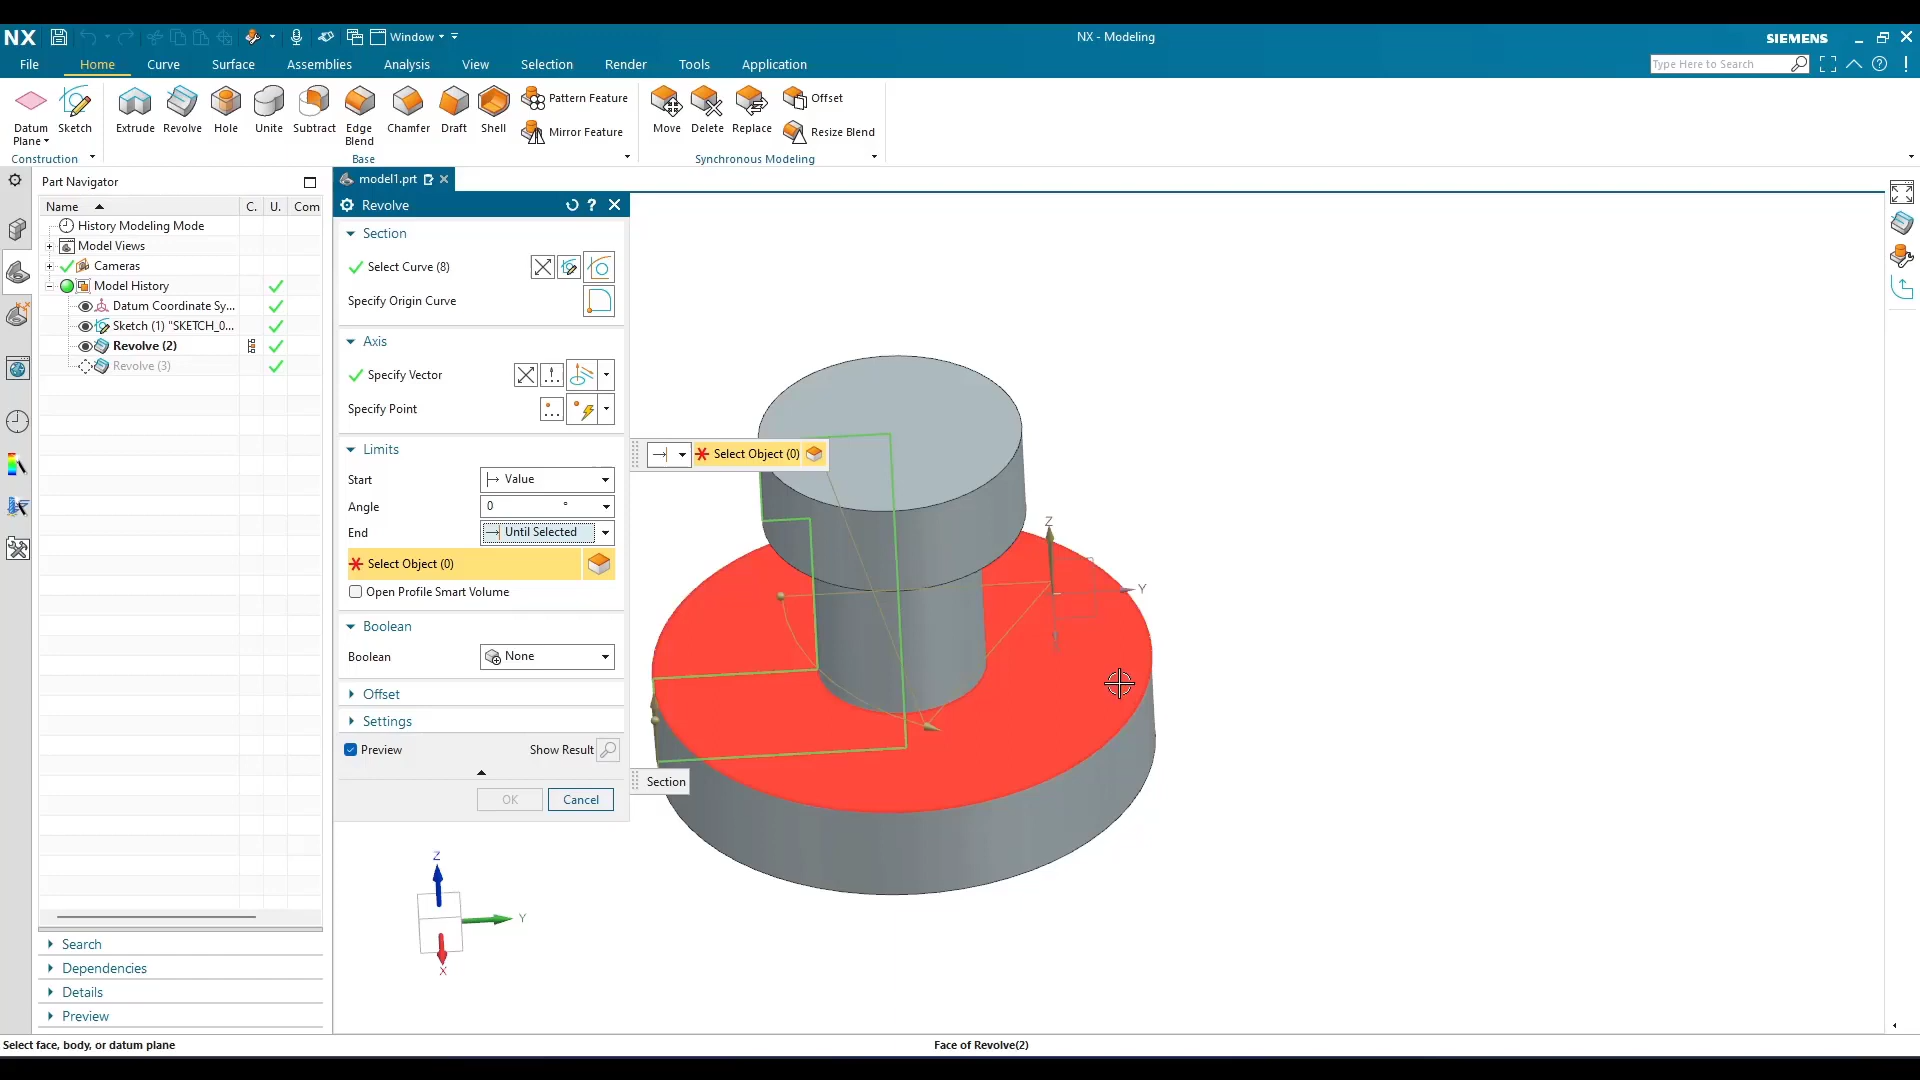 NX
Window
NX - Modeling
SIEMENS
File
Home
Curve
Surface
Assemblies
Analysis
View
Selection
Render
Tools
Application
Type Here to Search
Datum
Plane
Sketch
Extrude
Revolve
Hole
Unite
Subtract
Edge
Blend
Chamfer
Draft
Shell
Pattern Feature
Mirror Feature
Move
Delete
Replace
Offset
Resize Blend
Construction
Base
Synchronous Modeling
Part Navigator
Name
C.
U.
Com
History Modeling Mode
Model Views
Cameras
Model History
Datum Coordinate Sy...
Sketch (1) "SKETCH_0...
Revolve (2)
Revolve (3)
Search
Dependencies
Details
Preview
model1.prt
Revolve
Section
Select Curve (8)
Specify Origin Curve
Axis
Specify Vector
Specify Point
Limits
Start
Value
Angle
0
°
End
Until Selected
Select Object (0)
Open Profile Smart Volume
Boolean
Boolean
None
Offset
Settings
Preview
Show Result
OK
Cancel
Select Object (0)
Section
Z
Y
Z
Y
X
Select face, body, or datum plane
Face of Revolve(2)